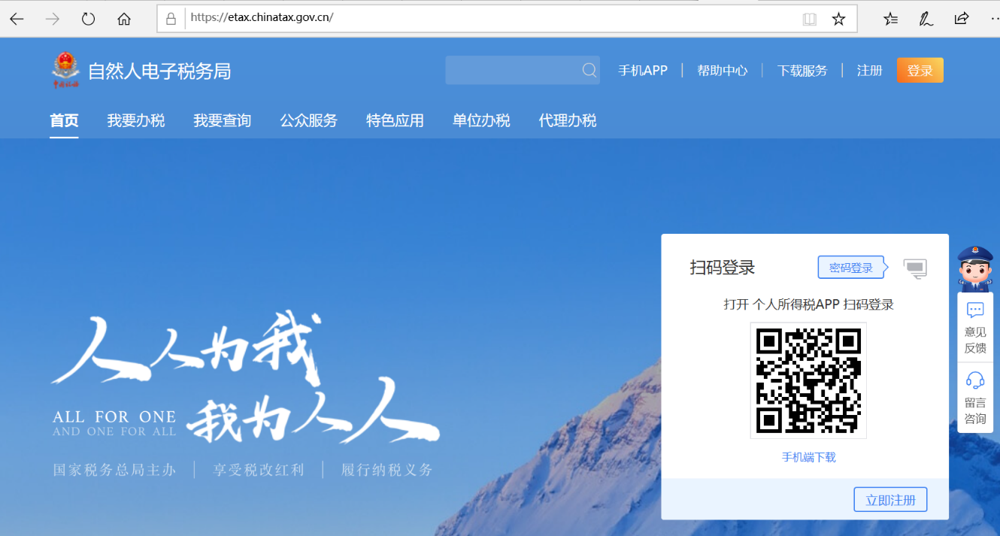 https://etax.chinatax.gov.cn/
自然人电子税务局
手机APP
帮助中心
下载服务
注册
登录
首页 我要办税 我要查询 公众服务 特色应用 单位办税 代理办税
扫码登录
密码登录
打开 个人所得税APP 扫码登录
手机端下载
立即注册
人人为我
我为人人
ALL FOR ONE
AND ONE FOR ALL
国家税务总局主办 | 享受税改红利 | 履行纳税义务
意见
反馈
留言
咨询